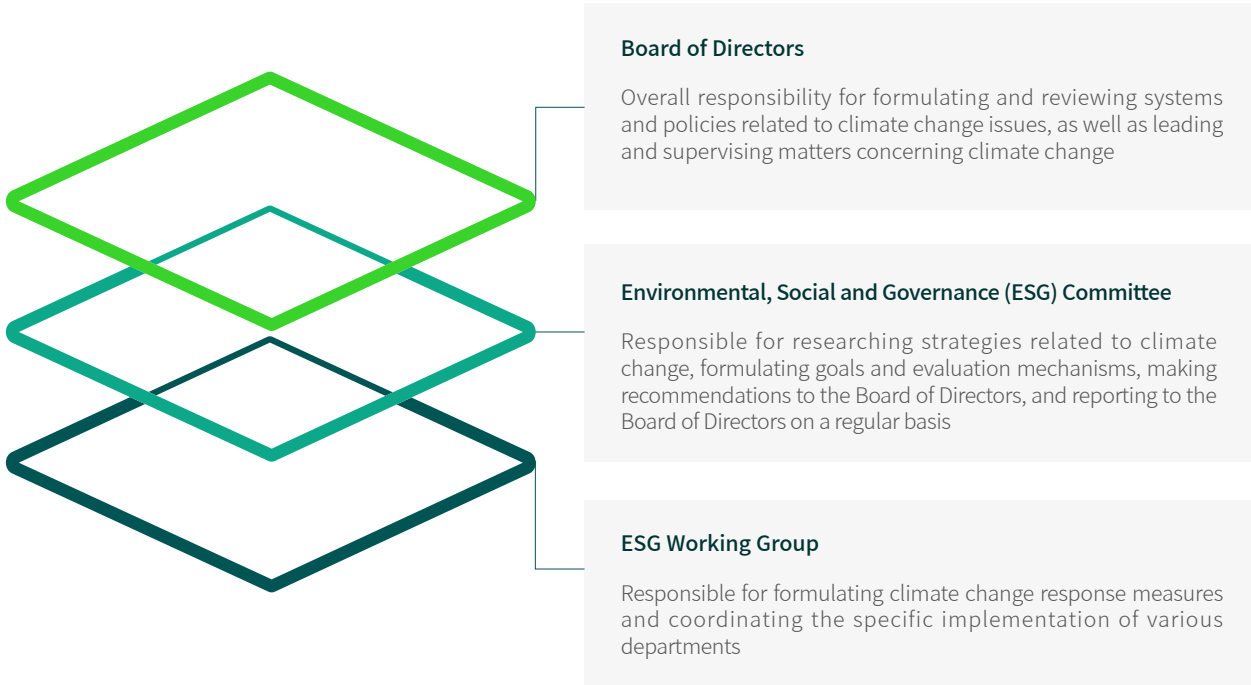 Board of Directors
Overall responsibility for formulating and reviewing systems
and policies related to climate change issues, as well as leading
and supervising matters concerning climate change
Environmental, Social and Governance (ESG) Committee
Responsible for researching strategies related to climate
change, formulating goals and evaluation mechanisms, making
recommendations to the Board of Directors, and reporting to the
Board of Directors on a regular basis
ESG Working Group
Responsible for formulating climate change response measures
and coordinating the specific implementation of various
departments